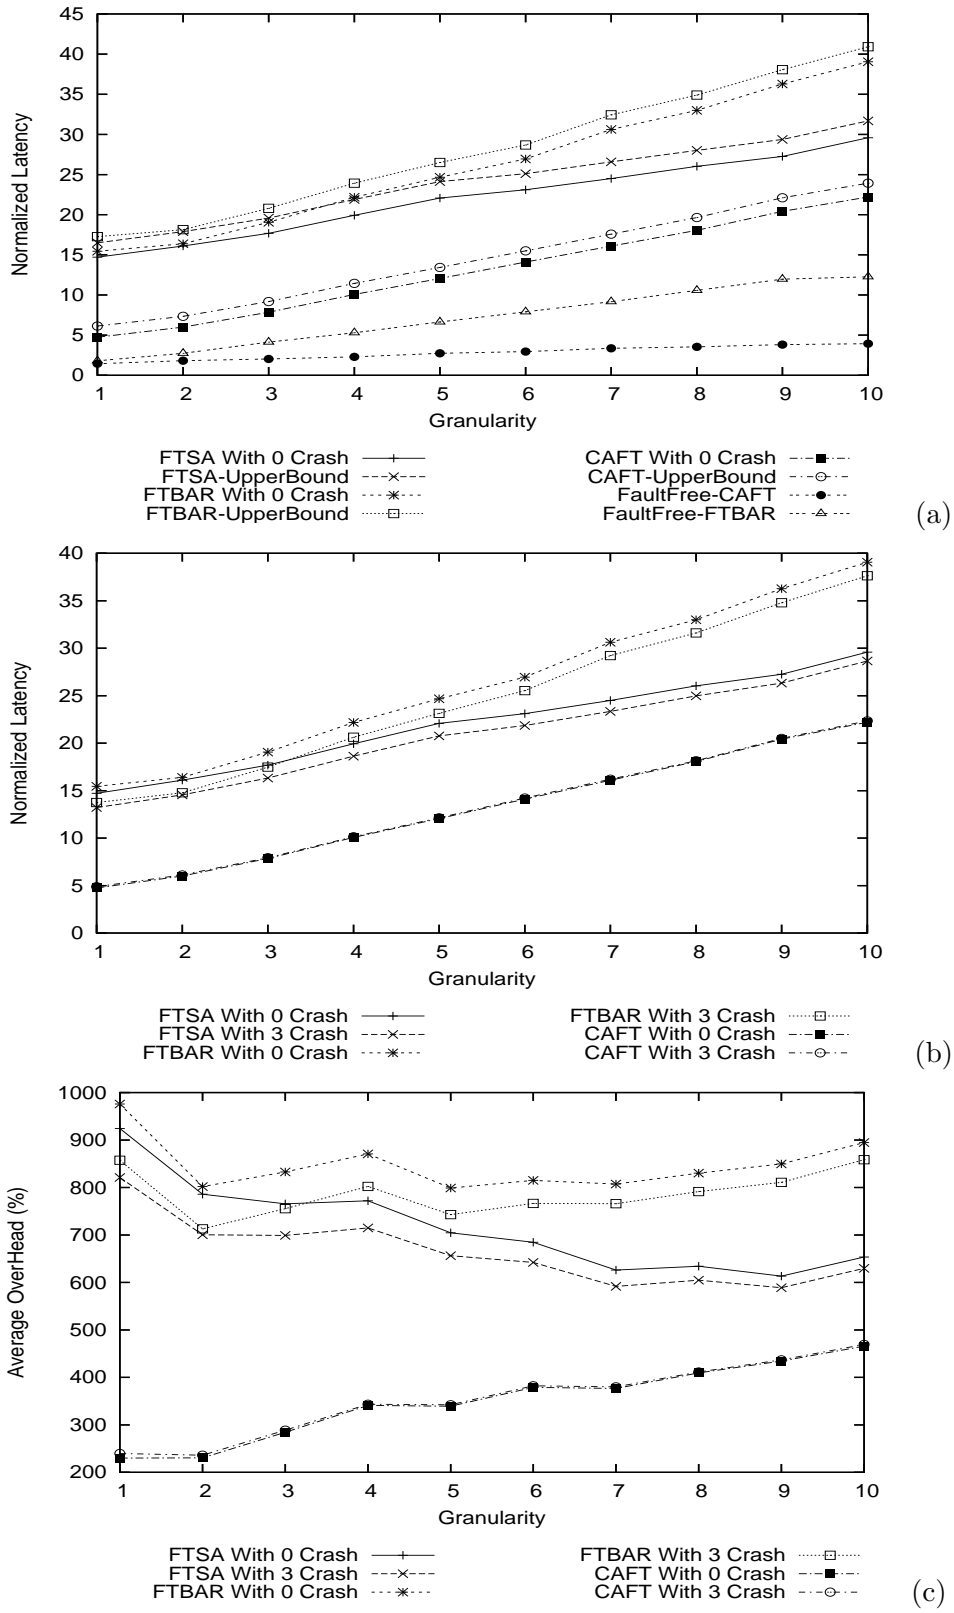 45
40
35
30
25
20
15
10
5
0
Normalized Latency
1 2 3 4 5 6 7 8 9 10
Granularity
FTSA With 0 Crash
FTSA-UpperBound
FTBAR With 0 Crash
FTBAR-UpperBound
CAFT With 0 Crash
CAFT-UpperBound
FaultFree-CAFT
FaultFree-FTBAR
(a)
40
35
30
25
20
15
10
5
0
Normalized Latency
1 2 3 4 5 6 7 8 9 10
Granularity
FTSA With 0 Crash
FTSA With 3 Crash
FTBAR With 0 Crash
FTBAR With 3 Crash
CAFT With 0 Crash
CAFT With 3 Crash
(b)
1000
900
800
700
600
500
400
300
200
Average OverHead (%)
1 2 3 4 5 6 7 8 9 10
Granularity
FTSA With 0 Crash
FTSA With 3 Crash
FTBAR With 0 Crash
FTBAR With 3 Crash
CAFT With 0 Crash
CAFT With 3 Crash
(c)